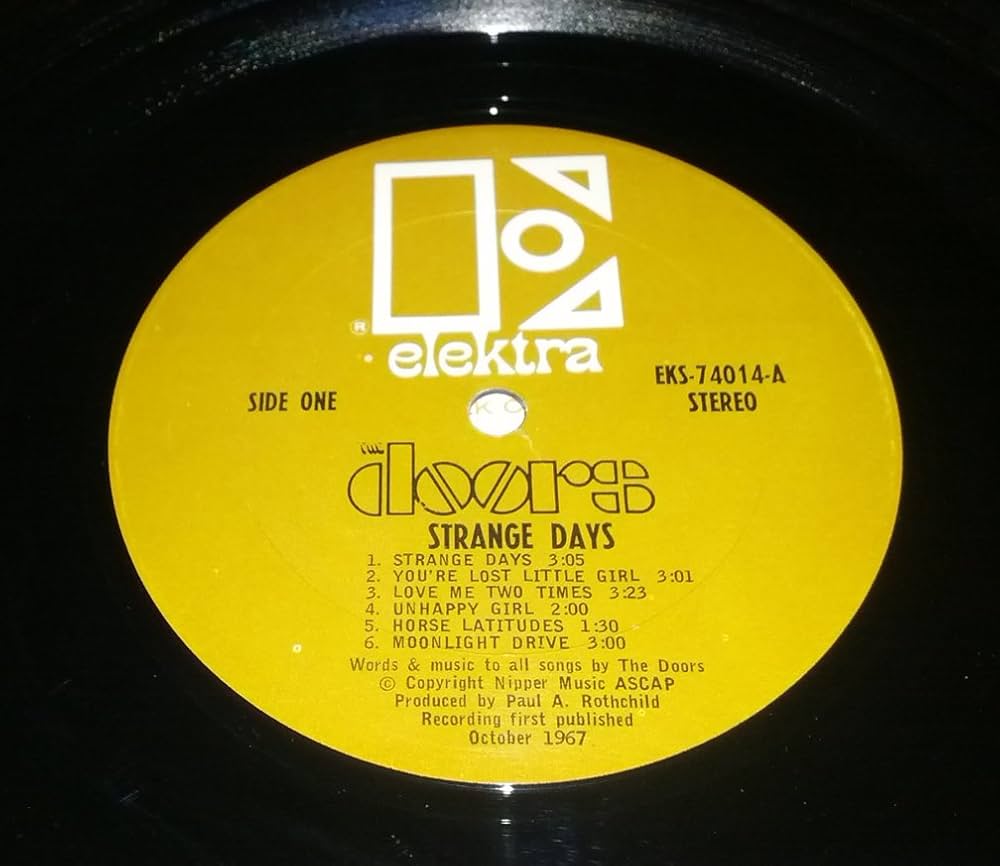 ®
elektra
SIDE ONE
EKS-74014-A
STEREO
THE
doors
STRANGE DAYS
1. STRANGE DAYS 3:05
2. YOU'RE LOST LITTLE GIRL 3:01
3. LOVE ME TWO TIMES 3:23
4. UNHAPPY GIRL 2:00
5. HORSE LATITUDES 1:30
6. MOONLIGHT DRIVE 3:00
Words & music to all songs by The Doors
© Copyright Nipper Music ASCAP
Produced by Paul A. Rothchild
Recording first published
October 1967